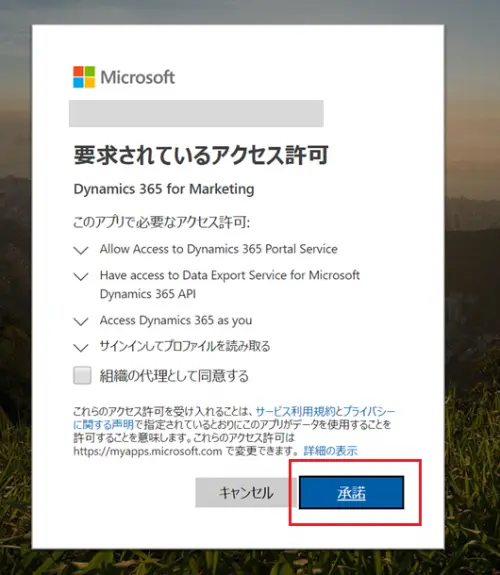 Microsoft
要求されているアクセス許可
Dynamics 365 for Marketing
このアプリで必要なアクセス許可:
Allow Access to Dynamics 365 Portal Service
Have access to Data Export Service for Microsoft
Dynamics 365 API
Access Dynamics 365 as you
サインインしてプロファイルを読み取る
組織の代理として同意する
これらのアクセス許可を受け入れることは、サービス利用規約とプライバシー
に関する声明で指定されているとおりにこのアプリがデータを使用することを
許可することを意味します。これらのアクセス許可は
https://myapps.microsoft.com で変更できます。 詳細の表示
キャンセル
承諾